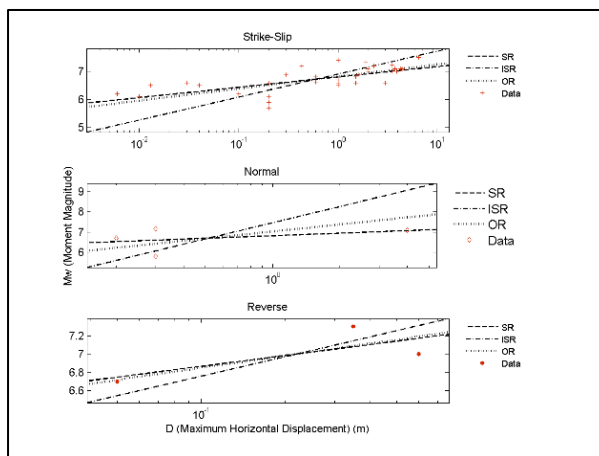 Strike-Slip
7
6
5
10⁻²
10⁻¹
10⁰
10¹
SR
ISR
OR
Data
Normal
9
8
7
6
10⁰
SR
ISR
OR
Data
Mw (Moment Magnitude)
Reverse
7.2
7
6.8
6.6
10⁻¹
SR
ISR
OR
Data
D (Maximum Horizontal Displacement) (m)